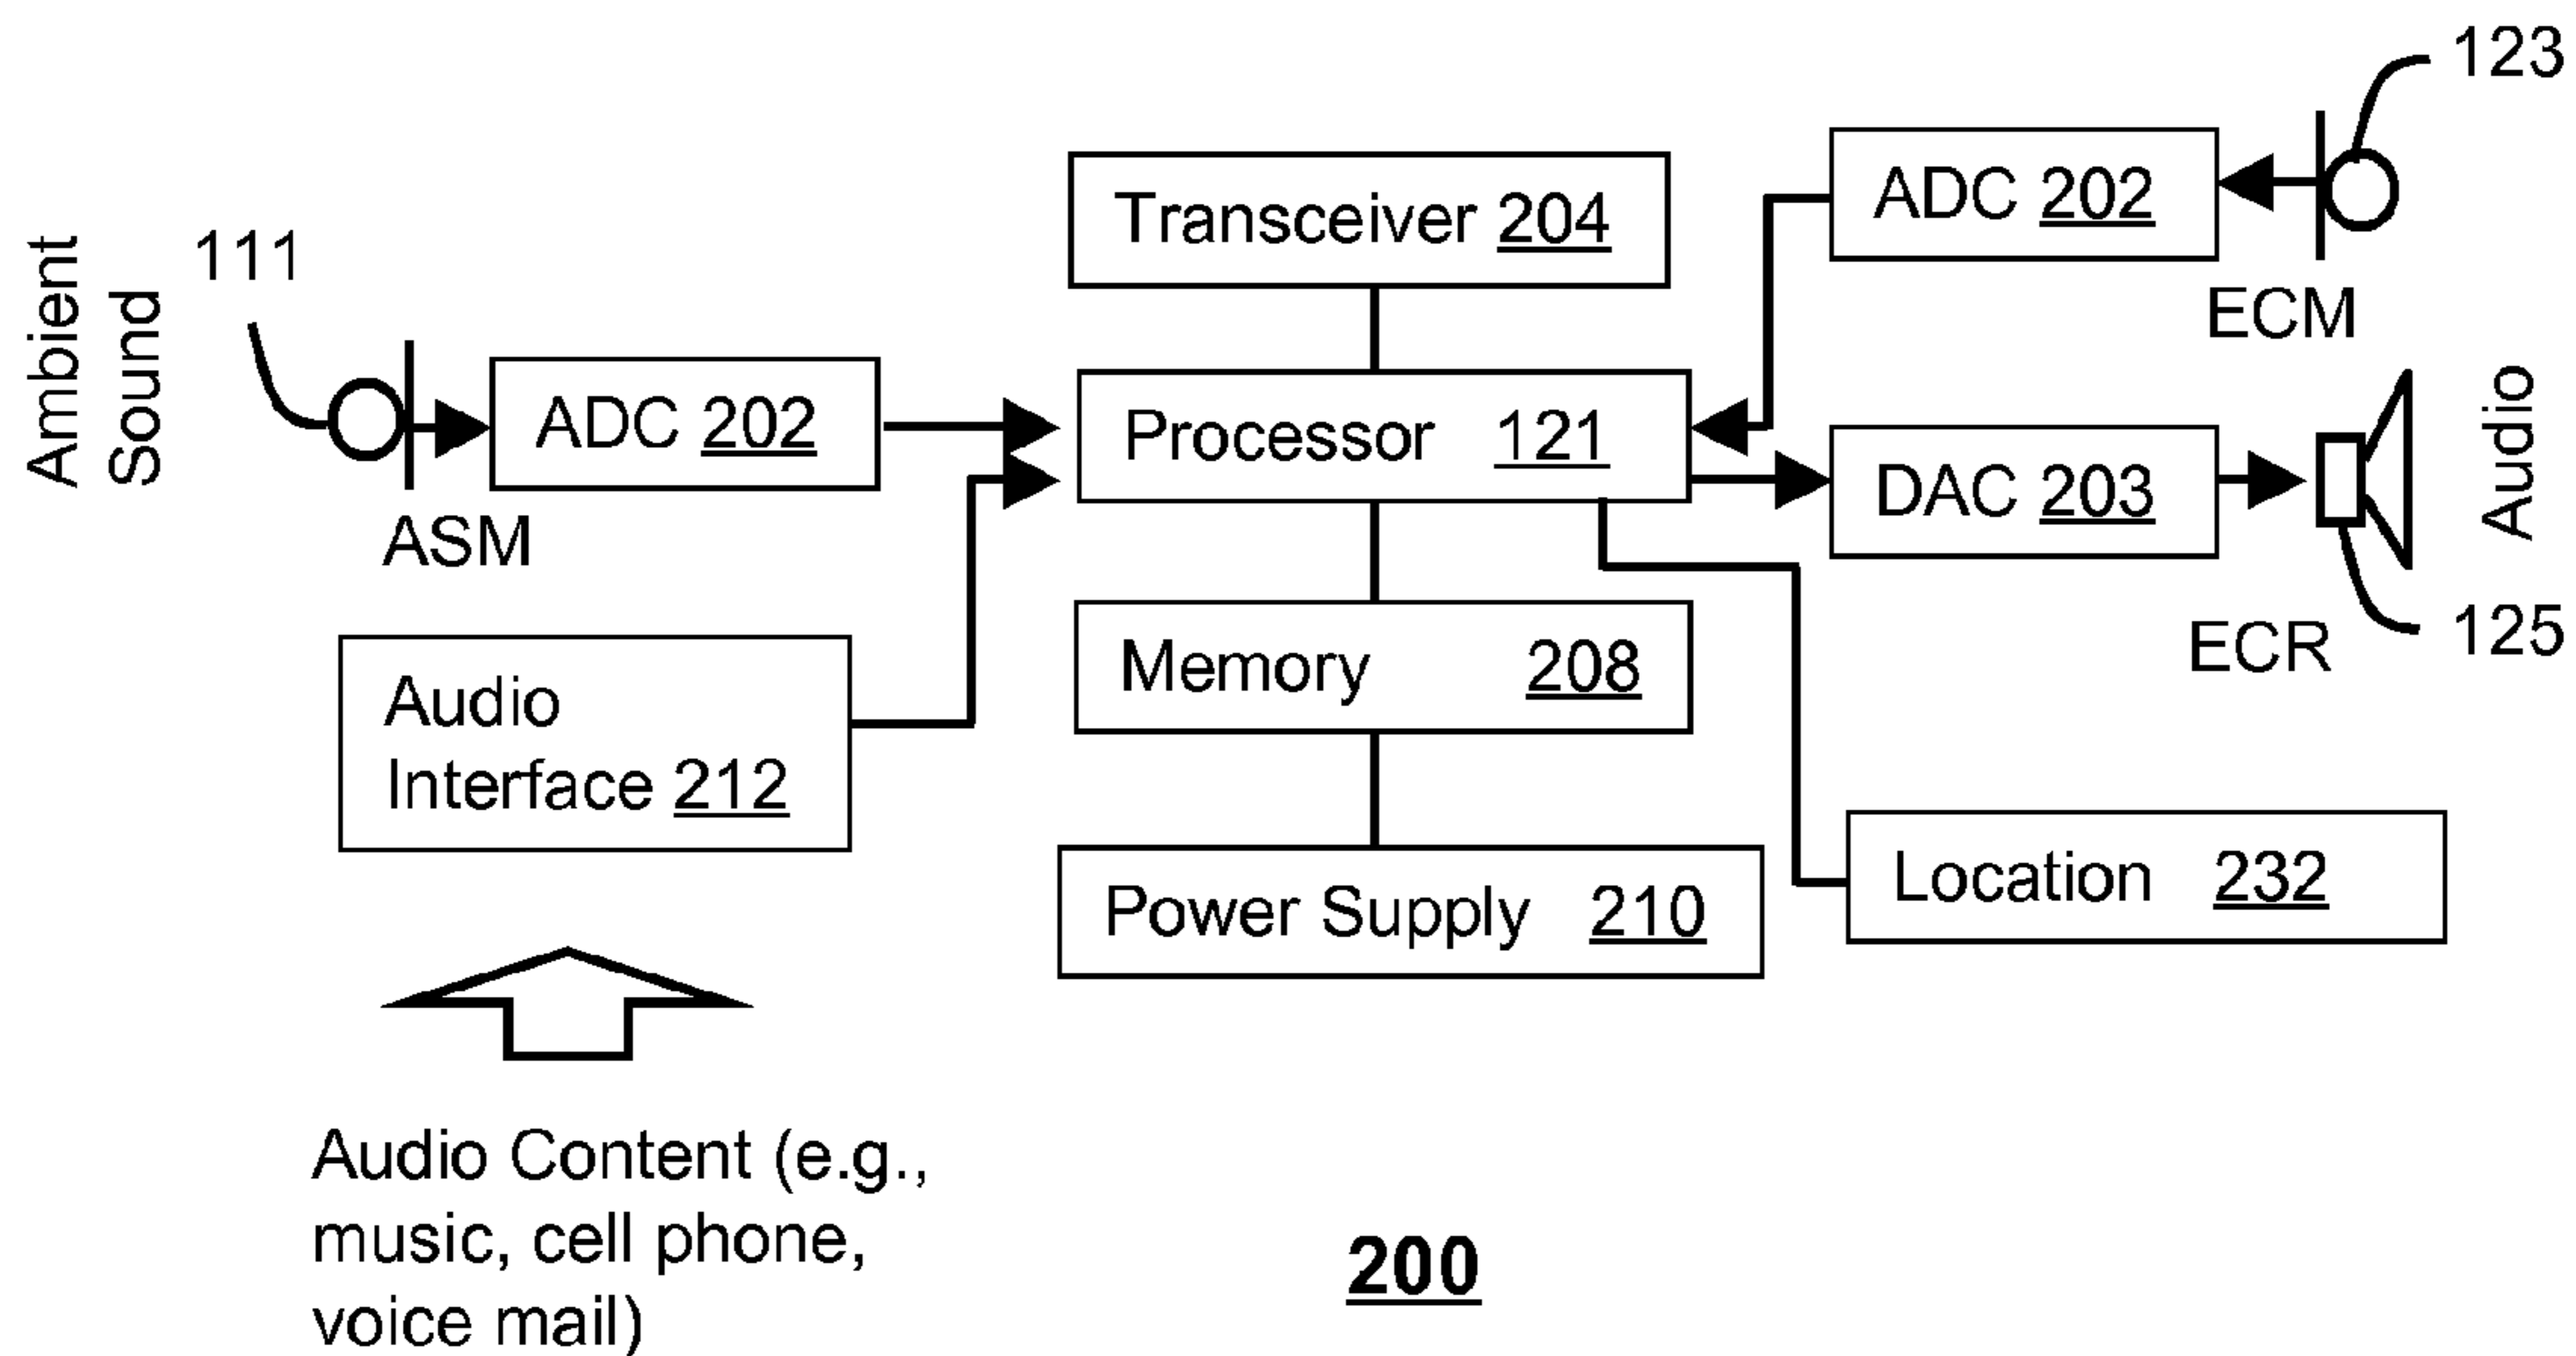 123
ADC 202
Transceiver 204
111
Ambient
Sound
ECM
ADC 202
Processor 121
DAC 203
Audio
ASM
ECR
125
Memory 208
Audio
Interface 212
Location 232
Power Supply 210
Audio Content (e.g.,
music, cell phone,
voice mail)
200